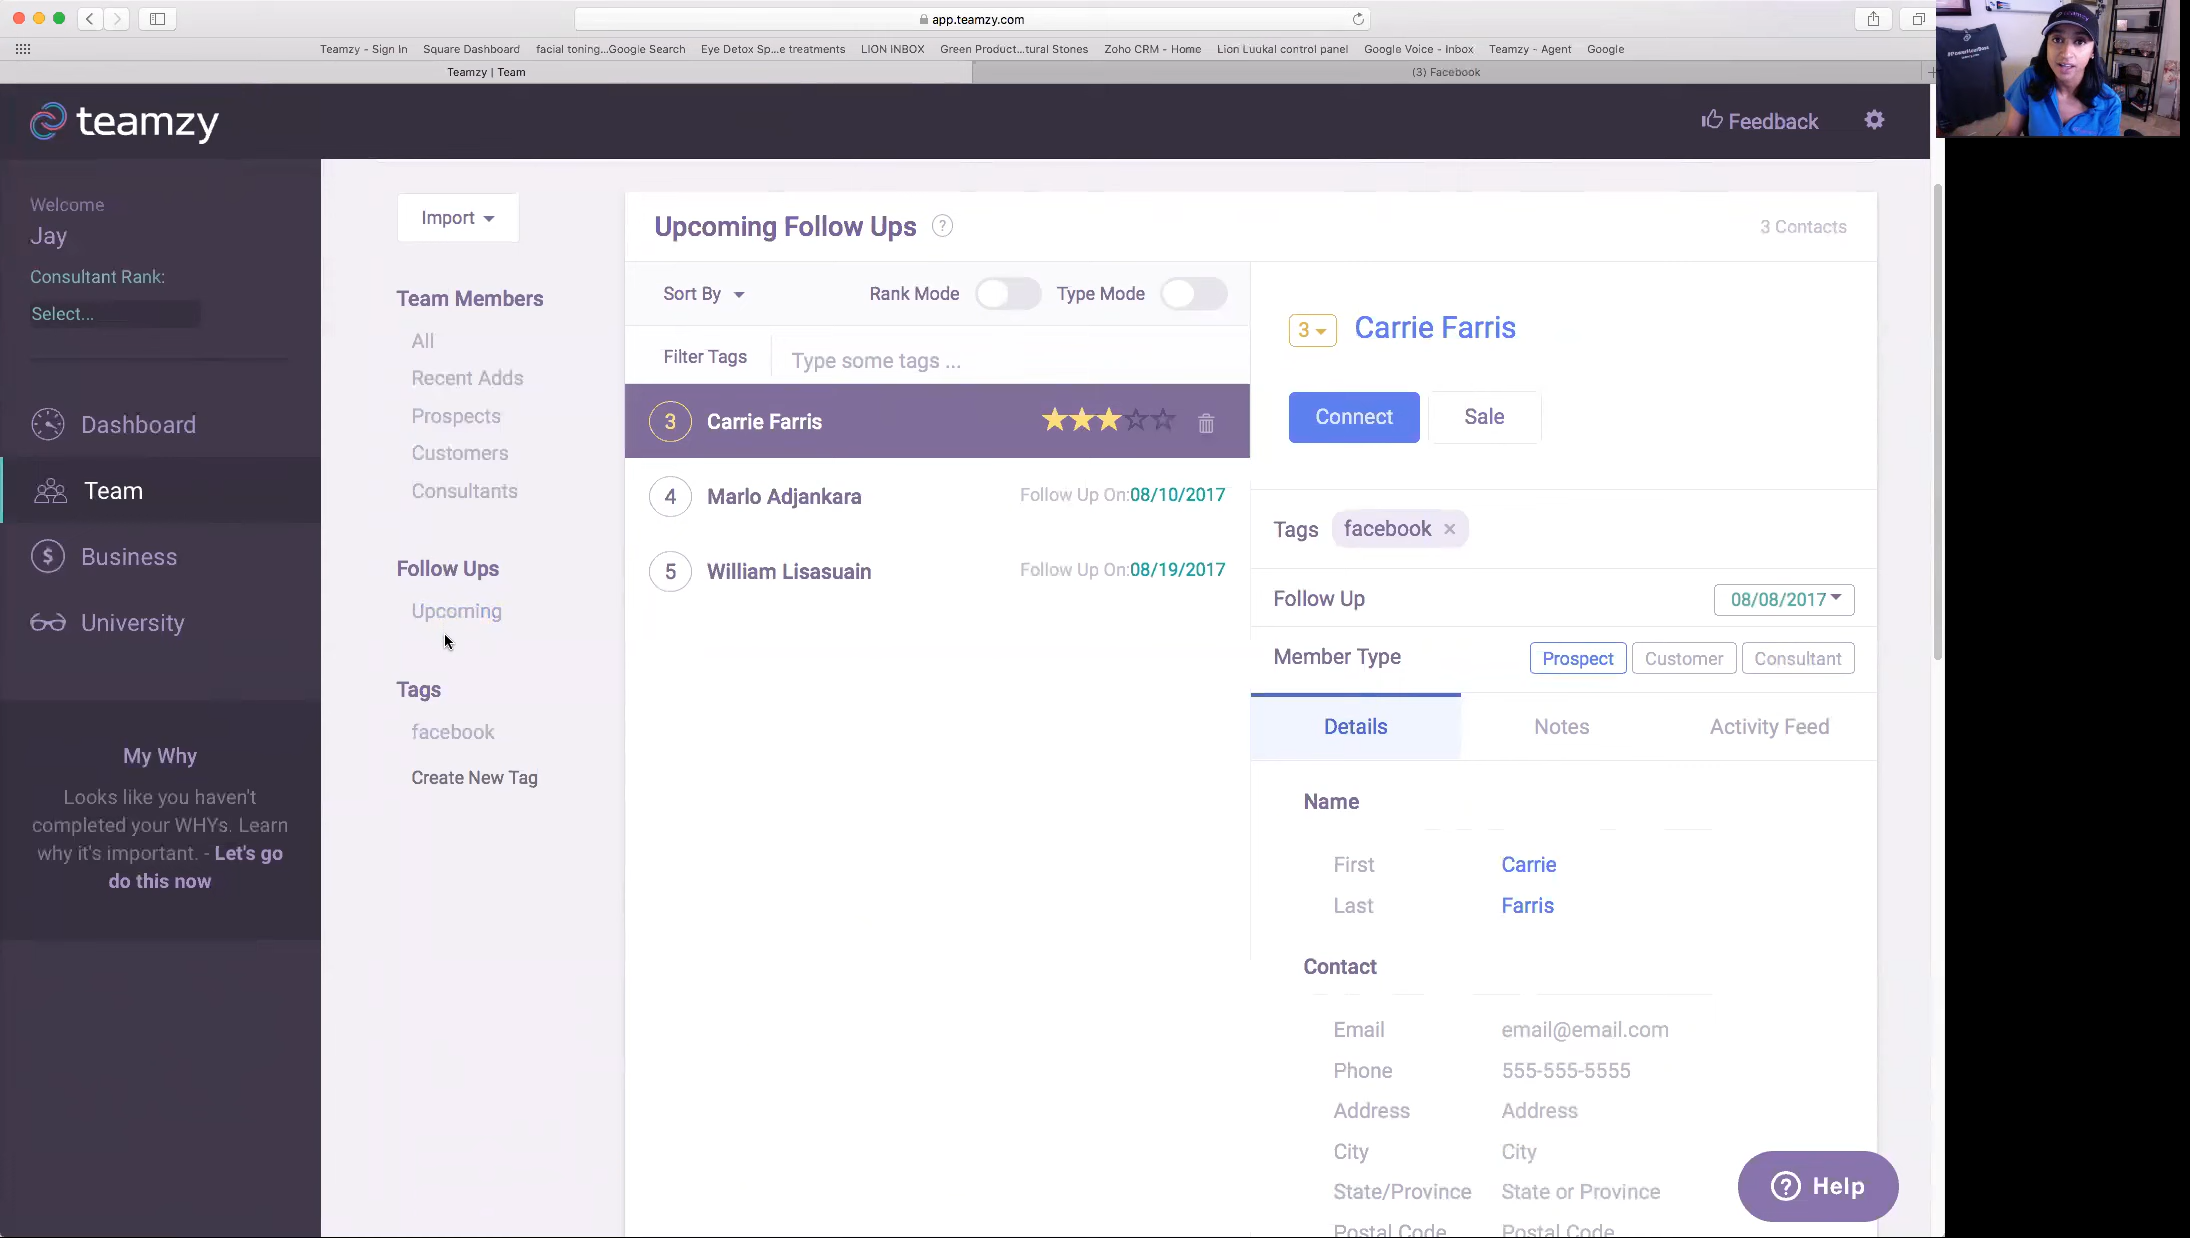 app.teamzy.com
Teamzy - Sign In
Square Dashboard
facial toning...Google Search
Eye Detox Sp...e treatments
LION INBOX
Green Product...tural Stones
Zoho CRM - Home
Lion Luukal control panel
Google Voice - Inbox
Teamzy - Agent
Google
Teamzy | Team
(3) Facebook
teamzy
Feedback
Welcome
Jay
Consultant Rank:
Select...
Dashboard
Team
Business
University
My Why
Looks like you haven't
completed your WHYs. Learn
why it's important. - Let's go
do this now
Import
Team Members
All
Recent Adds
Prospects
Customers
Consultants
Follow Ups
Upcoming
Tags
facebook
Create New Tag
Upcoming Follow Ups ?
3 Contacts
Sort By
Rank Mode
Type Mode
Filter Tags
Type some tags ...
3 Carrie Farris
4 Marlo Adjankara Follow Up On:08/10/2017
5 William Lisasuain Follow Up On:08/19/2017
3 Carrie Farris
Connect
Sale
Tags facebook ×
Follow Up 08/08/2017
Member Type Prospect Customer Consultant
Details Notes Activity Feed
Name
First Carrie
Last Farris
Contact
Email email@email.com
Phone 555-555-5555
Address Address
City City
State/Province State or Province
Postal Code Postal Code
? Help